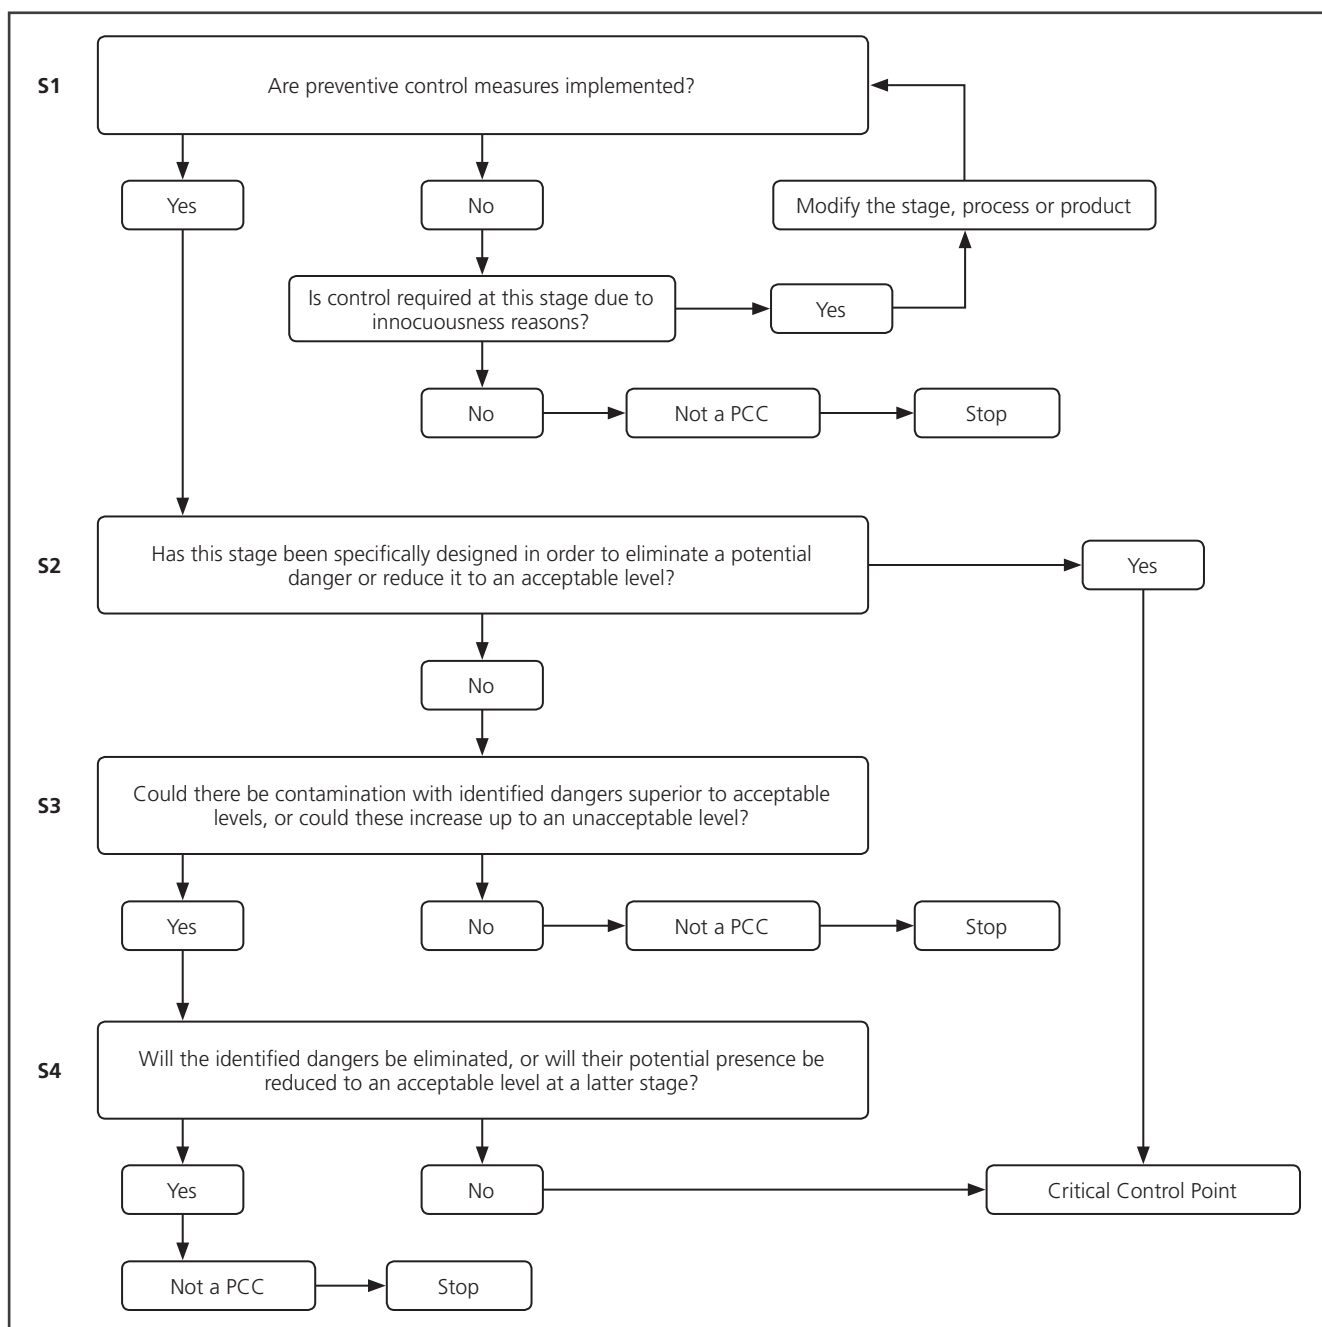 S1
Are preventive control measures implemented?
Yes
No
Modify the stage, process or product
Is control required at this stage due to
innocuousness reasons?
Yes
No
Not a PCC
Stop
S2
Has this stage been specifically designed in order to eliminate a potential
danger or reduce it to an acceptable level?
Yes
No
S3
Could there be contamination with identified dangers superior to acceptable
levels, or could these increase up to an unacceptable level?
Yes
No
Not a PCC
Stop
S4
Will the identified dangers be eliminated, or will their potential presence be
reduced to an acceptable level at a latter stage?
Yes
No
Critical Control Point
Not a PCC
Stop